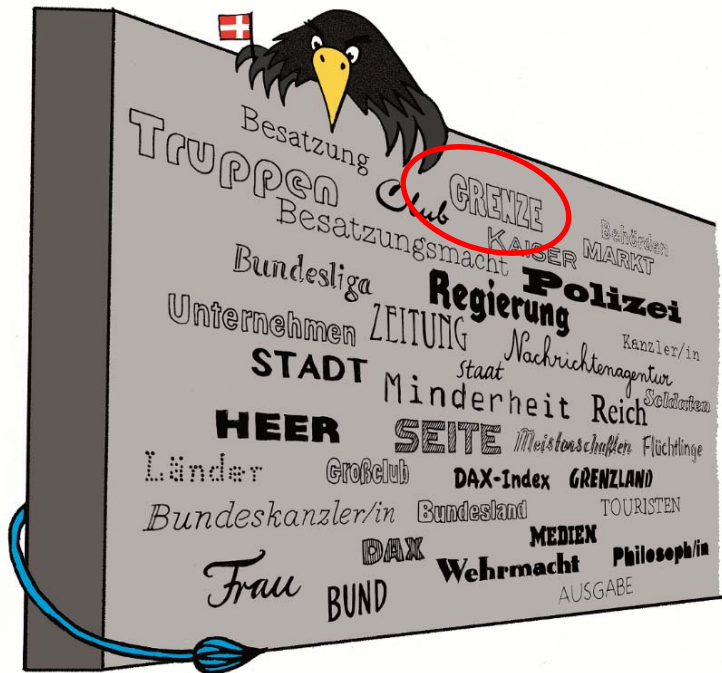 Besatzung
Truppen
Club
GRENZE
Behörden
Besatzungsmacht
KAISER
MARKT
Bundesliga
Regierung
Polizei
Unternehmen
ZEITUNG
Kanzler/in
STADT
Staat
Nachrichtenagentur
Minderheit
Reich
Soldaten
HEER
SEITE
Meisterschaften
Flüchtlinge
Länder
Großclub
DAX-Index
GRENZLAND
Bundeskanzler/in
Bundesland
TOURISTEN
DAX
MEDIEN
Frau
Wehrmacht
Philosoph/in
BUND
AUSGABE